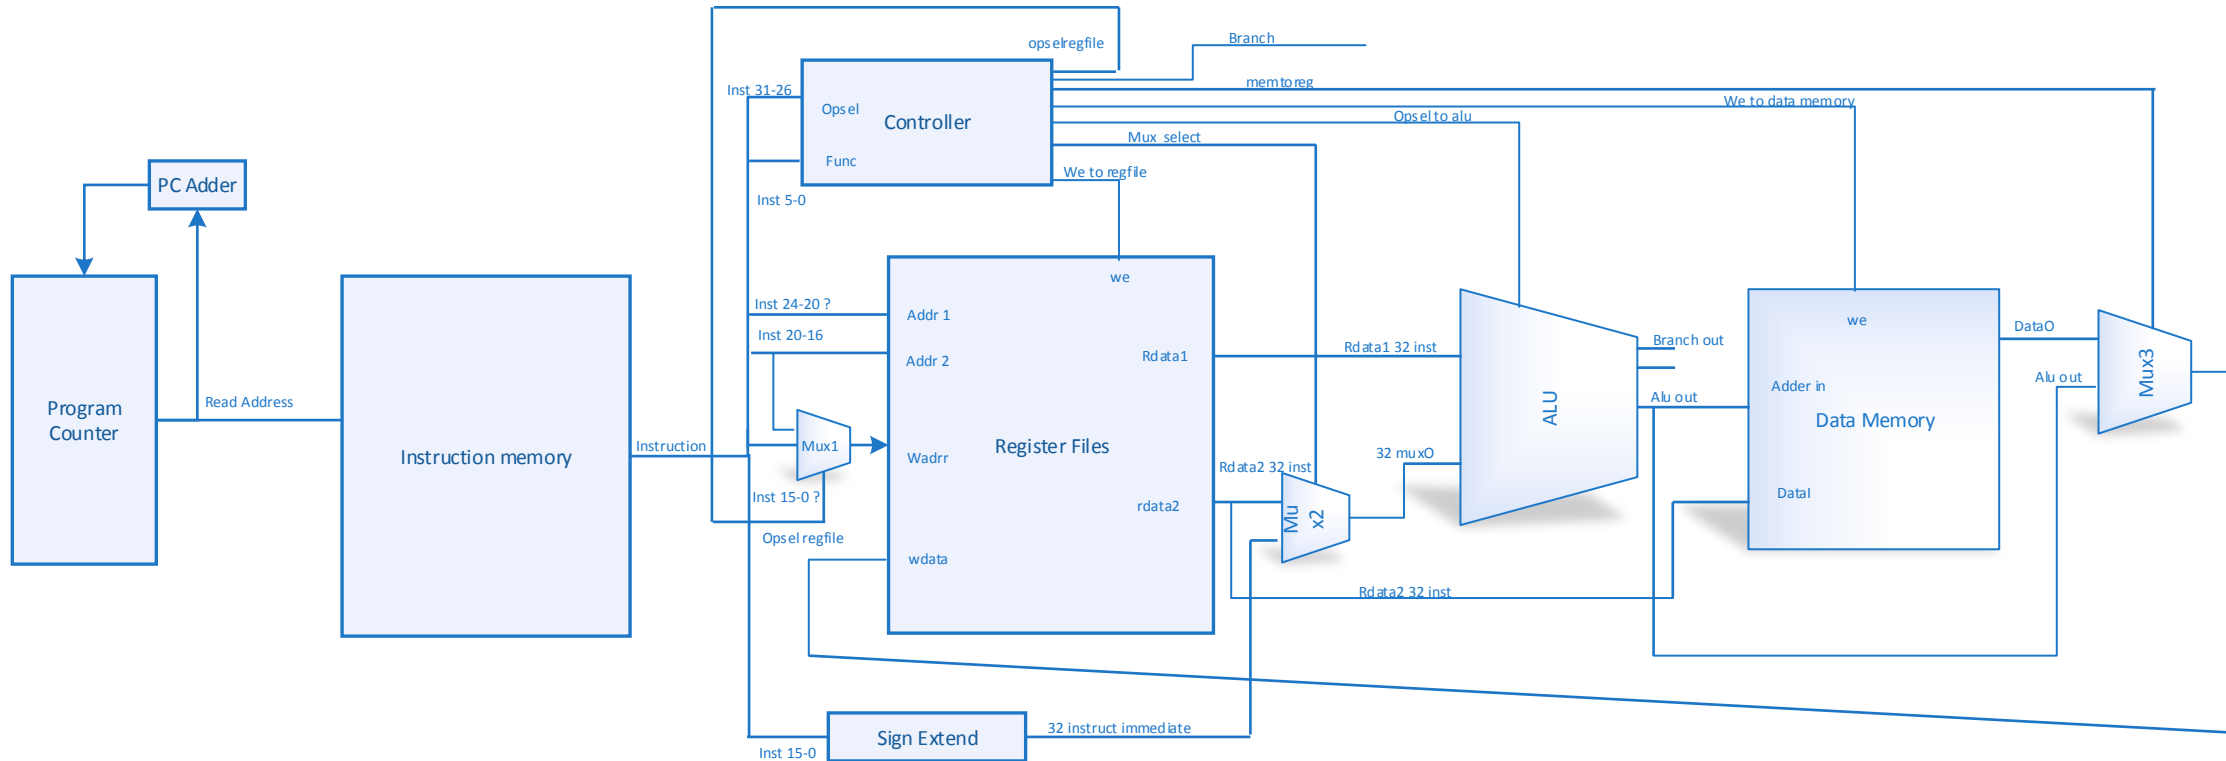 opselregfile
Branch
memtoreg
We to data memory
Opsel to alu
Mux select
We to regfile
Inst 31-26
Opsel
Controller
Func
Inst 5-0
PC Adder
Program
Counter
Read Address
Instruction memory
Instruction
we
Inst 24-20 ?
Addr 1
Inst 20-16
Addr 2
Rdata1
Mux1
Wadrr
Register Files
Inst 15-0 ?
rdata2
Opsel regfile
wdata
Rdata1 32 inst
Rdata2 32 inst
Mu
x2
32 muxO
ALU
Branch out
Alu out
we
Adder in
Data Memory
DataI
DataO
Alu out
Mux3
Rdata2 32 inst
Sign Extend
32 instruct immediate
Inst 15-0